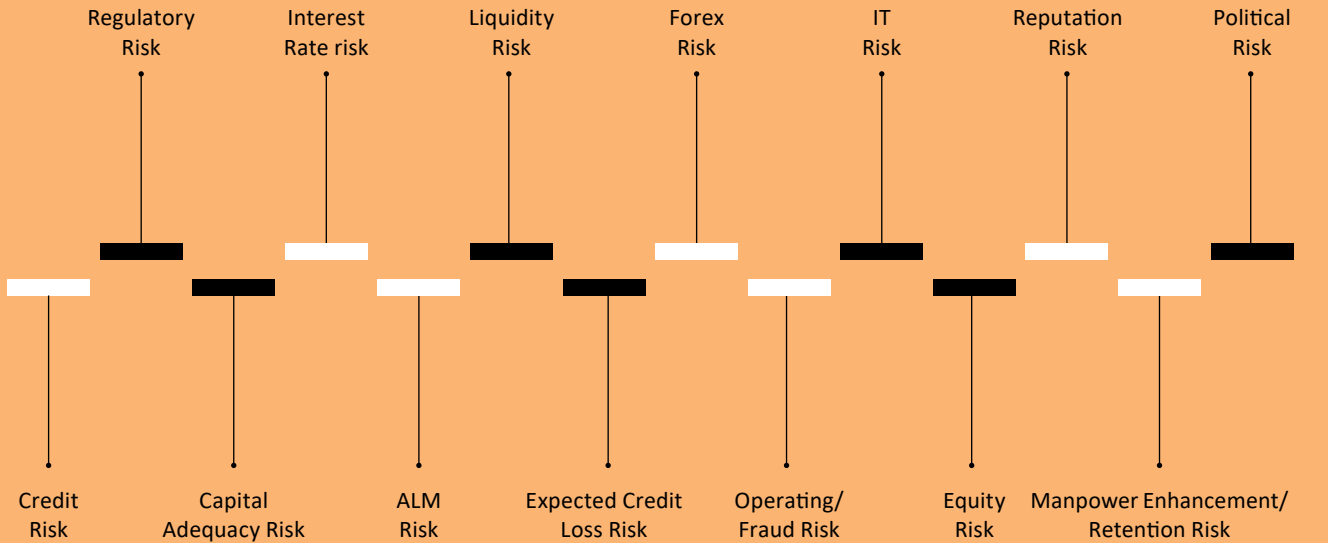 Regulatory
Risk
Interest
Rate risk
Liquidity
Risk
Forex
Risk
IT
Risk
Reputation
Risk
Political
Risk
Credit
Risk
Capital
Adequacy Risk
ALM
Risk
Expected Credit
Loss Risk
Operating/
Fraud Risk
Equity
Risk
Manpower Enhancement/
Retention Risk